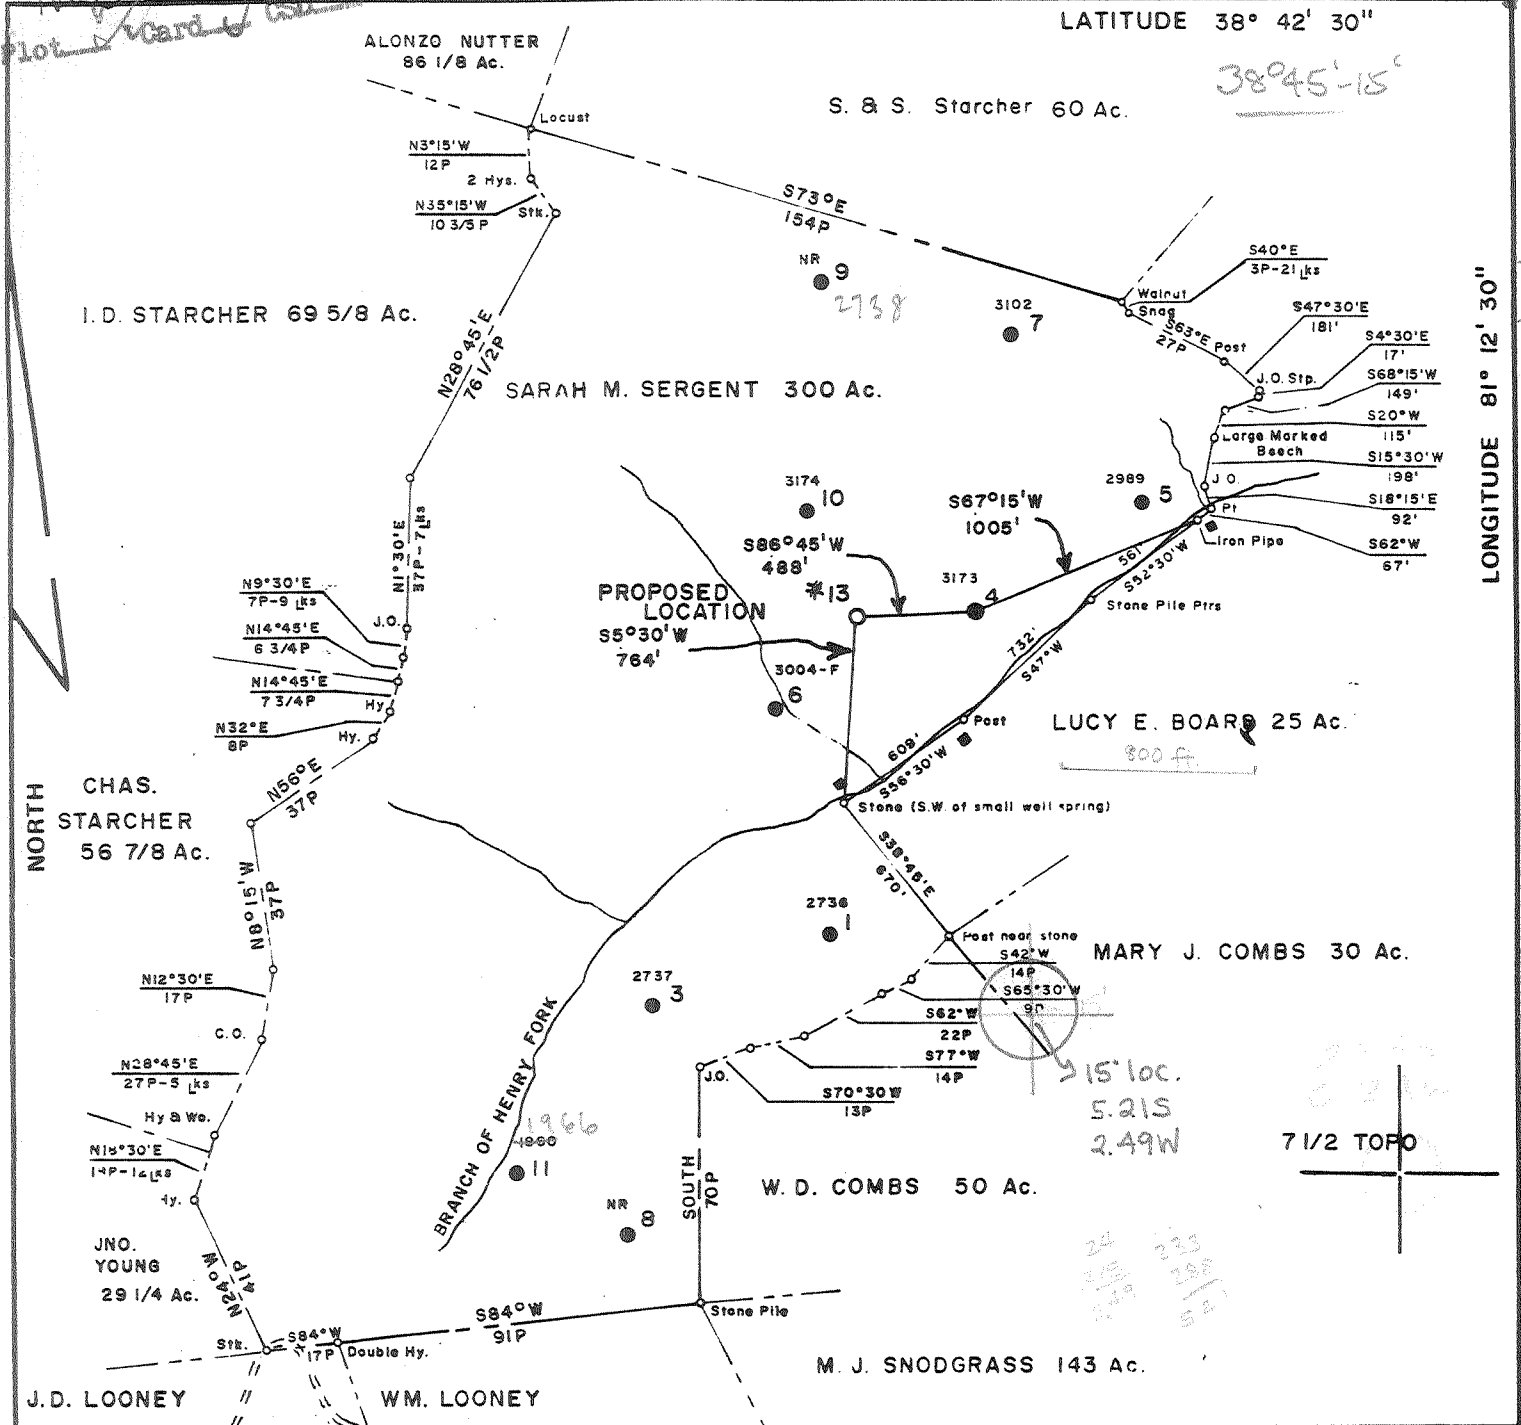 Plot Card
LATITUDE 38° 42' 30"
38°45'-15'
ALONZO NUTTER
86 1/8 Ac.
S. & S. Starcher 60 Ac.
Locust
N3°15'W
12P
2 Hys.
N35°15'W
10 3/5 P
Stk.
S73°E
154P
NR
9
2738
3102
7
Walnut
Snag
S40°E
3P-21 Lks
S63°E
27P
Post
S47°30'E
181'
S4°30'E
17'
J.O. Stp.
S68°15'W
149'
S20°W
115'
Large Marked
Beech
S15°30'W
198'
J.O.
S18°15'E
92'
Pt
S62°W
67'
Iron Pipe
LONGITUDE 81° 12' 30"
I.D. STARCHER 69 5/8 Ac.
N28°45'E
76 1/2P
SARAH M. SERGENT 300 Ac.
3174
10
2989
5
S67°15'W
1005'
S86°45'W
488'
3173
4
561'
S52°30'W
Stone Pile Ptrs
PROPOSED
LOCATION
*13
S5°30'W
764'
3004-F
6
732'
S47°W
Post
608'
S56°30'W
N1°30'E
37P-7Lks
N9°30'E
7P-9 Lks
J.O.
N14°45'E
6 3/4P
N14°45'E
7 3/4P
Hy
N32°E
8P
Hy.
N56°E
37P
LUCY E. BOARD 25 Ac.
800 ft.
NORTH
CHAS.
STARCHER
56 7/8 Ac.
Stone (S.W. of small well spring)
S38°45'E
670'
N8°15'W
37P
2736
1
Post near stone
MARY J. COMBS 30 Ac.
S42°W
14P
S65°30'W
9P
S62°W
22P
S77°W
14P
S70°30'W
13P
J.O.
2737
3
N12°30'E
17P
C.O.
N28°45'E
27P-5 Lks
Hy & Wo.
BRANCH OF HENRY FORK
15' loc.
5.21S
2.49W
7 1/2 TOPO
1966
11
N18°30'E
14P-12Lks
Hy.
NR
8
SOUTH
70P
W. D. COMBS 50 Ac.
JNO.
YOUNG
29 1/4 Ac.
N24°W
41P
Stk.
S84°W
17P
Double Hy.
S84°W
91P
Stone Pile
M. J. SNODGRASS 143 Ac.
J.D. LOONEY
WM. LOONEY